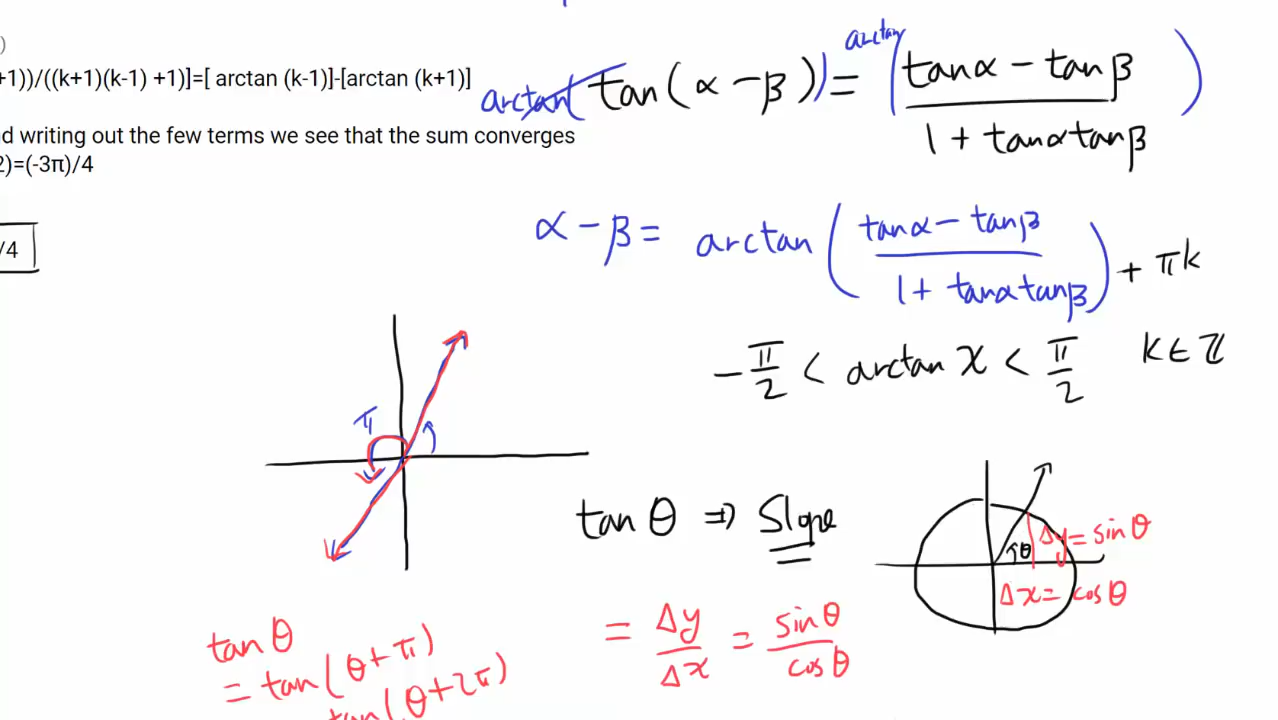 )
+1))/((k+1)(k-1) +1)]=[ arctan (k-1)]-[arctan (k+1)]
nd writing out the few terms we see that the sum converges
2)=(-3π)/4
/4
arctan(tan(α − β)) = arctan( (tanα − tanβ) / (1 + tanα tanβ) )
α − β = arctan( (tanα − tanβ) / (1 + tanα tanβ) ) + πk
−π/2 < arctan x < π/2 k ∈ ℤ
π
tan θ ⇒ Slope
θ
Δy = sin θ
Δx = cos θ
= Δy/Δx = sin θ/cos θ
tan θ
= tan(θ + π)
tan(θ + 2π)